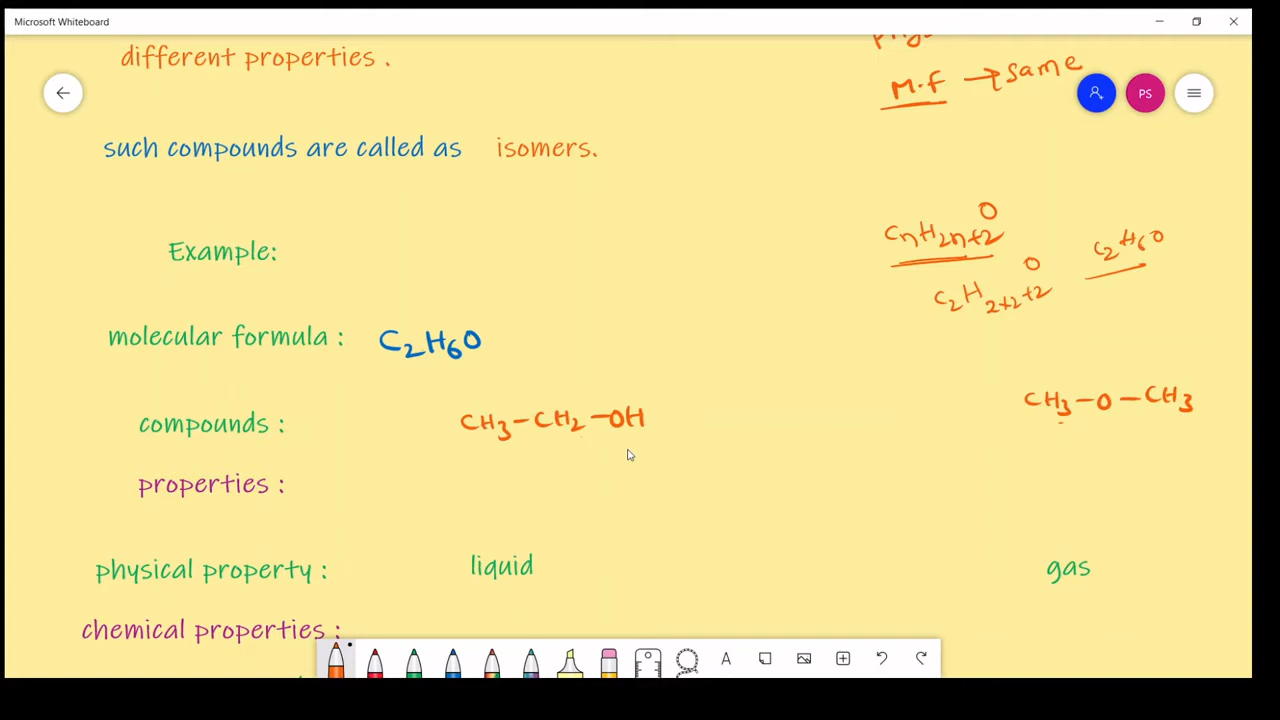 Microsoft Whiteboard
different properties .
M.F → same
PS
such compounds are called as isomers.
CnH2n+2 O
C2H6O
Example:
C2H2+2+2 O
molecular formula : C2H6O
compounds : CH3-CH2-OH CH3-O-CH3
properties :
physical property : liquid gas
chemical properties :
A